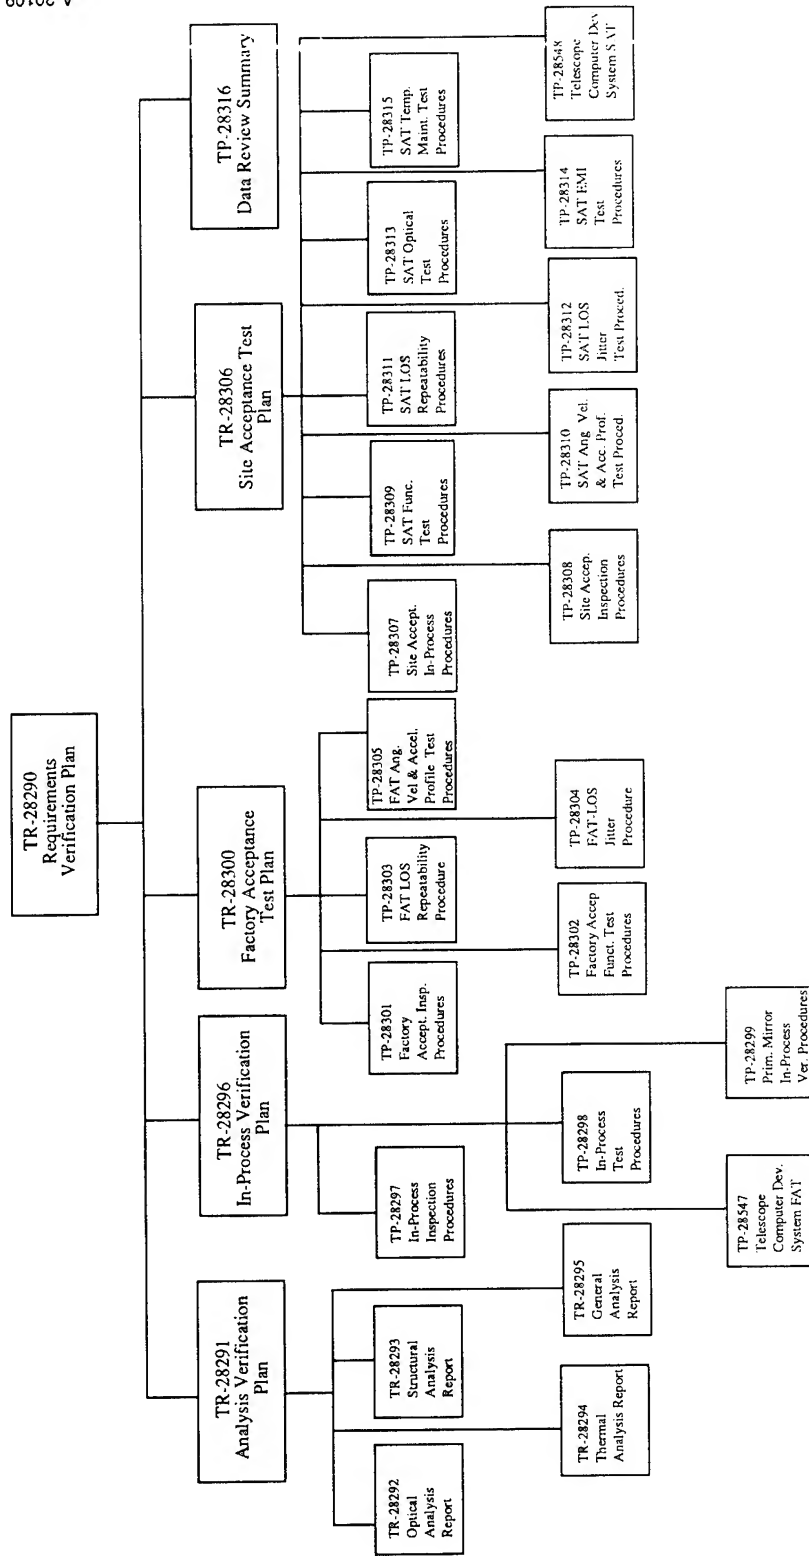 A-20109
TR-28290
Requirements
Verification Plan
TR-28291
Analysis Verification
Plan
TR-28296
In-Process Verification
Plan
TR-28300
Factory Acceptance
Test Plan
TR-28306
Site Acceptance Test
Plan
TP-28316
Data Review Summary
TR-28292
Optical
Analysis
Report
TR-28293
Structural
Analysis
Report
TR-28294
Thermal
Analysis Report
TR-28295
General
Analysis
Report
TP-28297
In-Process
Inspection
Procedures
TP-28298
In-Process
Test
Procedures
TP-28547
Telescope
Computer Dev.
System FAT
TP-28299
Prim. Mirror
In-Process
Ver. Procedures
TP-28301
Factory
Accept. Insp.
Procedures
TP-28303
FAT LOS
Repeatability
Procedure
TP-28305
FAT Ang.
Vel & Accel.
Profile Test
Procedures
TP-28302
Factory Accep
Funct. Test
Procedures
TP-28304
FAT-LOS
Jitter
Procedure
TP-28307
Site Accept.
In-Process
Procedures
TP-28309
SAT Func.
Test
Procedures
TP-28311
SAT LOS
Repeatability
Procedures
TP-28313
SAT Optical
Test
Procedures
TP-28315
SAT Temp.
Maint. Test
Procedures
TP-28308
Site Accep.
Inspection
Procedures
TP-28310
SAT Ang. Vel.
& Acc. Prof.
Test Proced.
TP-28312
SAT LOS
Jitter
Test Proced.
TP-28314
SAT EMI
Test
Procedures
TP-28548
Telescope
Computer Dev
System SAT